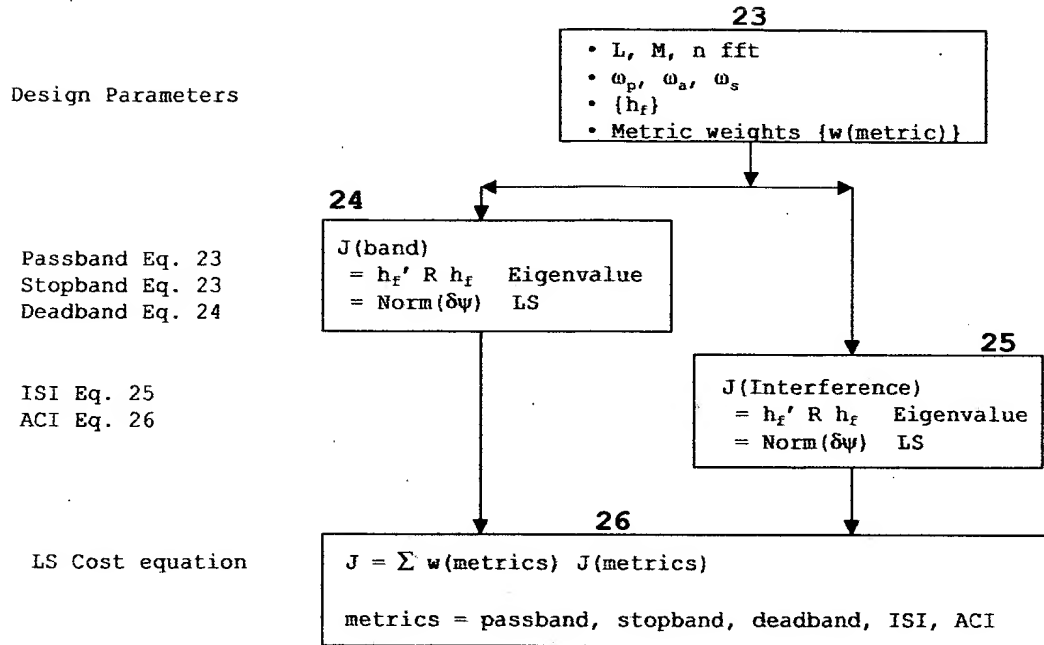 23
• L, M, n fft
• ωp, ωa, ωs
• {hf}
• Metric weights {w(metric)}
Design Parameters
24
J(band)
= hf' R hf Eigenvalue
= Norm(δψ) LS
Passband Eq. 23
Stopband Eq. 23
Deadband Eq. 24
25
J(Interference)
= hf' R hf Eigenvalue
= Norm(δψ) LS
ISI Eq. 25
ACI Eq. 26
26
LS Cost equation
J = Σ w(metrics) J(metrics)
metrics = passband, stopband, deadband, ISI, ACI